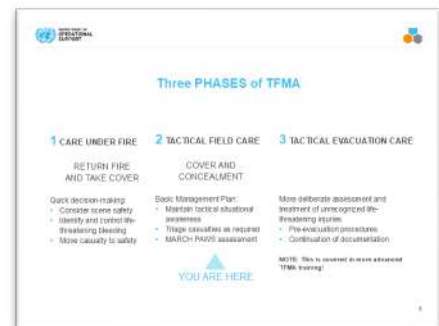 DEPARTMENT OF
OPERATIONAL
SUPPORT
Three PHASES of TFMA
1 CARE UNDER FIRE
RETURN FIRE
AND TAKE COVER
Quick decision-making:
• Consider scene safety
• Identify and control life-
threatening bleeding
• Move casualty to safety
2 TACTICAL FIELD CARE
COVER AND
CONCEALMENT
Basic Management Plan:
• Maintain tactical situational
awareness
• Triage casualties as required
• MARCH PAWS assessment
YOU ARE HERE
3 TACTICAL EVACUATION CARE
More deliberate assessment and
treatment of unrecognized life-
threatening injuries
• Pre-evacuation procedures
• Continuation of documentation
NOTE: This is covered in more advanced
TFMA training!